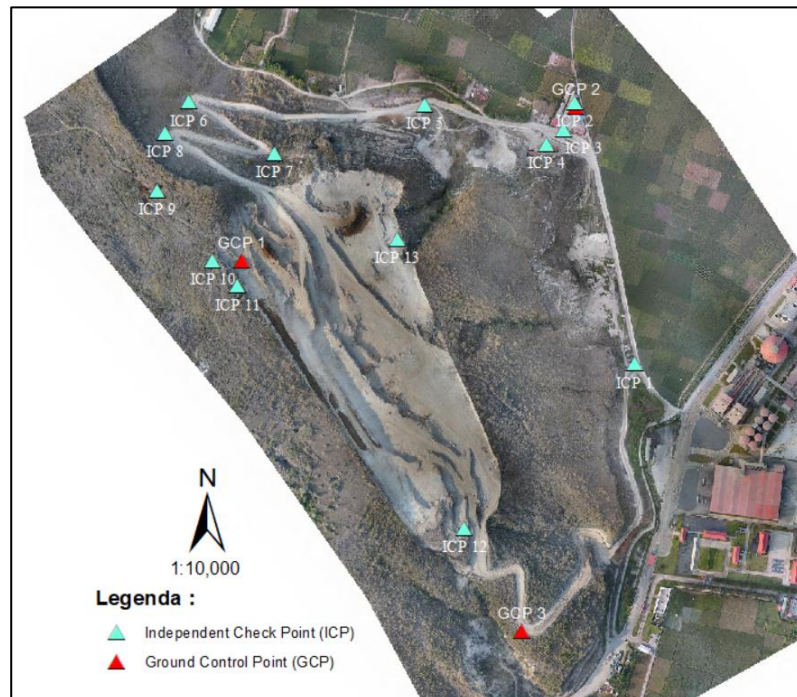 GCP 2
ICP 6
ICP 5
ICP 2
ICP 3
ICP 8
ICP 4
ICP 7
ICP 9
GCP 1
ICP 13
ICP 10
ICP 11
ICP 1
N
1:10,000
ICP 12
Legenda :
GCP 3
Independent Check Point (ICP)
Ground Control Point (GCP)